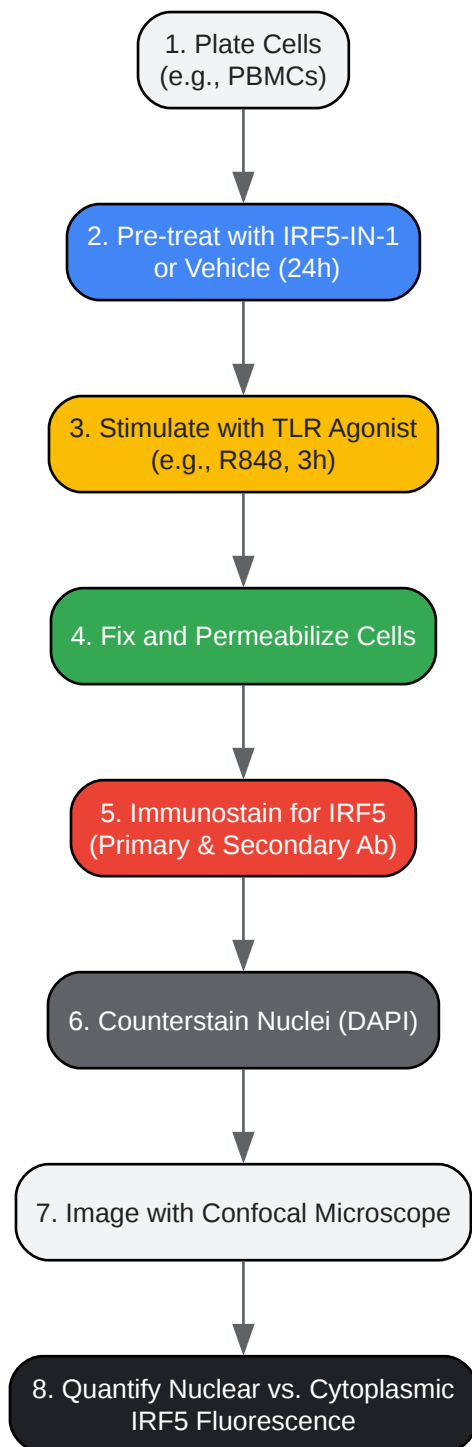 1. Plate Cells
(e.g., PBMCs)
2. Pre-treat with IRF5-IN-1
or Vehicle (24h)
3. Stimulate with TLR Agonist
(e.g., R848, 3h)
4. Fix and Permeabilize Cells
5. Immunostain for IRF5
(Primary & Secondary Ab)
6. Counterstain Nuclei (DAPI)
7. Image with Confocal Microscope
8. Quantify Nuclear vs. Cytoplasmic
IRF5 Fluorescence